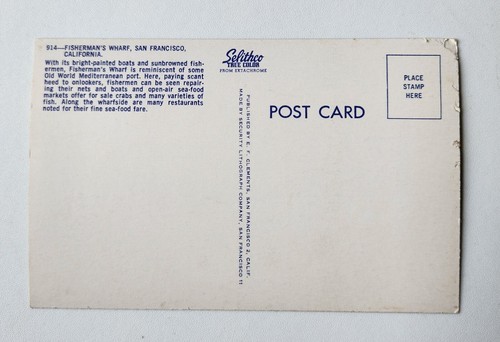 914—FISHERMAN'S WHARF, SAN FRANCISCO,
CALIFORNIA.
With its bright-painted boats and sunbrowned fish-
ermen, Fisherman's Wharf is reminiscent of some
Old World Mediterranean port. Here, paying scant
heed to onlookers, fishermen can be seen repair-
ing their nets and boats and open-air sea-food
markets offer for sale crabs and many varieties of
fish. Along the wharfside are many restaurants
noted for their fine sea-food fare.
Selithco
TRUE COLOR
FROM EKTACHROME
PUBLISHED BY E. F. CLEMENTS, SAN FRANCISCO 2, CALIF.
MADE BY SECURITY LITHOGRAPH COMPANY, SAN FRANCISCO 11
POST CARD
PLACE
STAMP
HERE